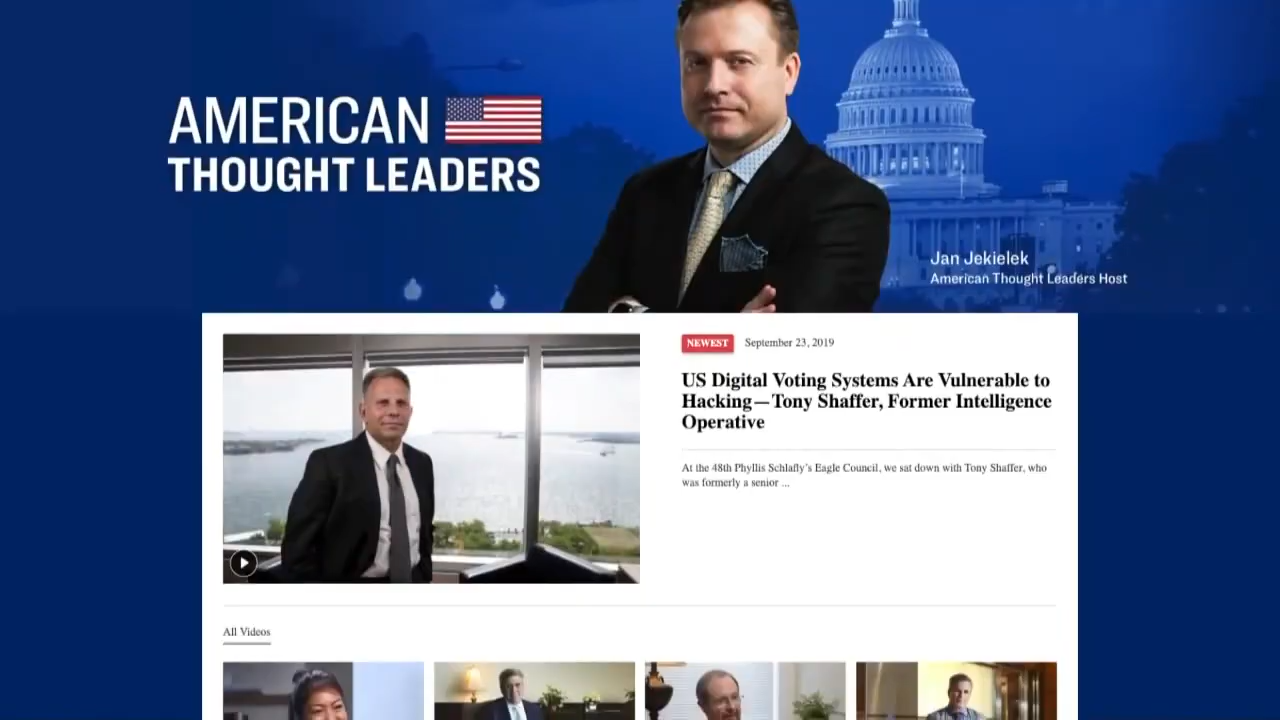 AMERICAN
THOUGHT LEADERS
Jan Jekielek
American Thought Leaders Host
NEWEST September 23, 2019
US Digital Voting Systems Are Vulnerable to
Hacking—Tony Shaffer, Former Intelligence
Operative
At the 48th Phyllis Schlafly's Eagle Council, we sat down with Tony Shaffer, who
was formerly a senior ...
All Videos